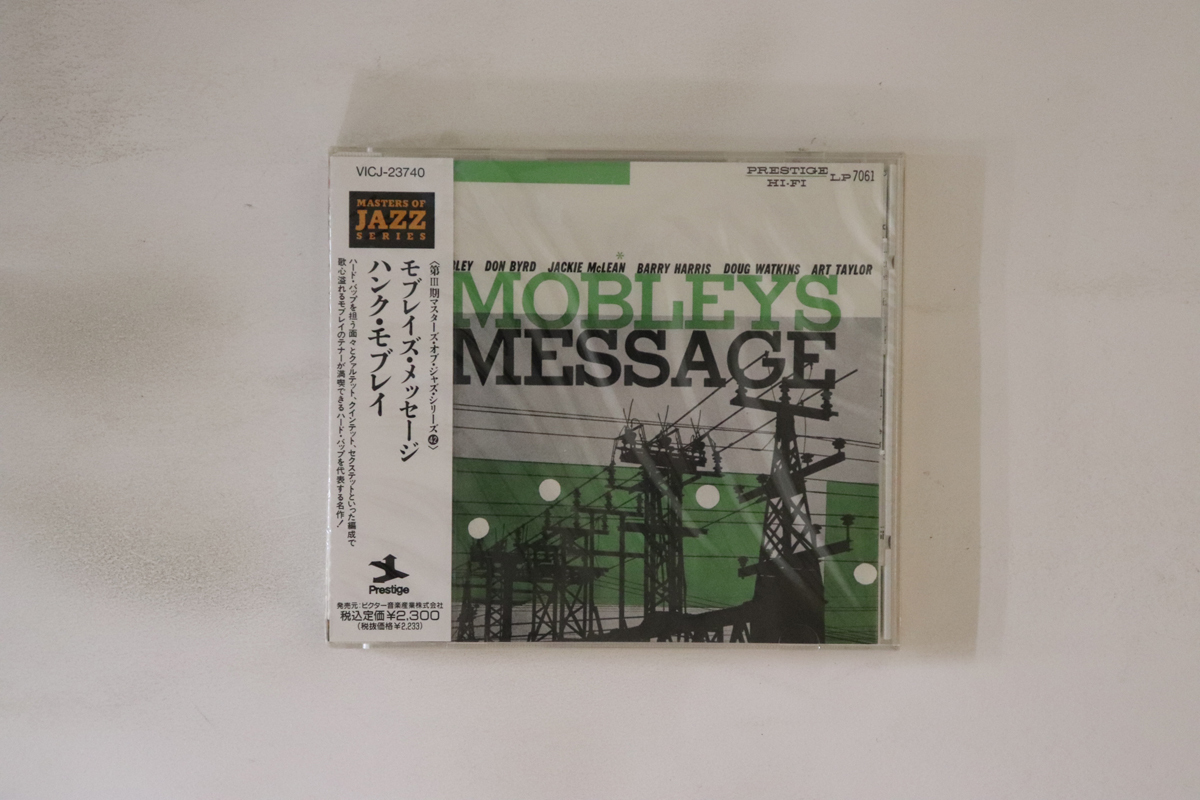 VICJ-23740
MASTERS OF
JAZZ
SERIES
〈第III期マスターズ・オブ・ジャズ・シリーズ㊷〉
モブレイズ・メッセージ
ハンク・モブレイ
ハード・バップを担う面々とクァルテット、クインテット、セクステットといった編成で
歌心溢れるモブレイのテナーが満喫できるハード・バップを代表する名作!
Prestige
発売元:ビクター音楽産業株式会社
税込定価¥2,300
(税抜価格¥2,233)
PRESTIGE
HI-FI
LP7061
*
BLEY DON BYRD JACKIE McLEAN BARRY HARRIS DOUG WATKINS ART TAYLOR
MOBLEYS
MESSAGE